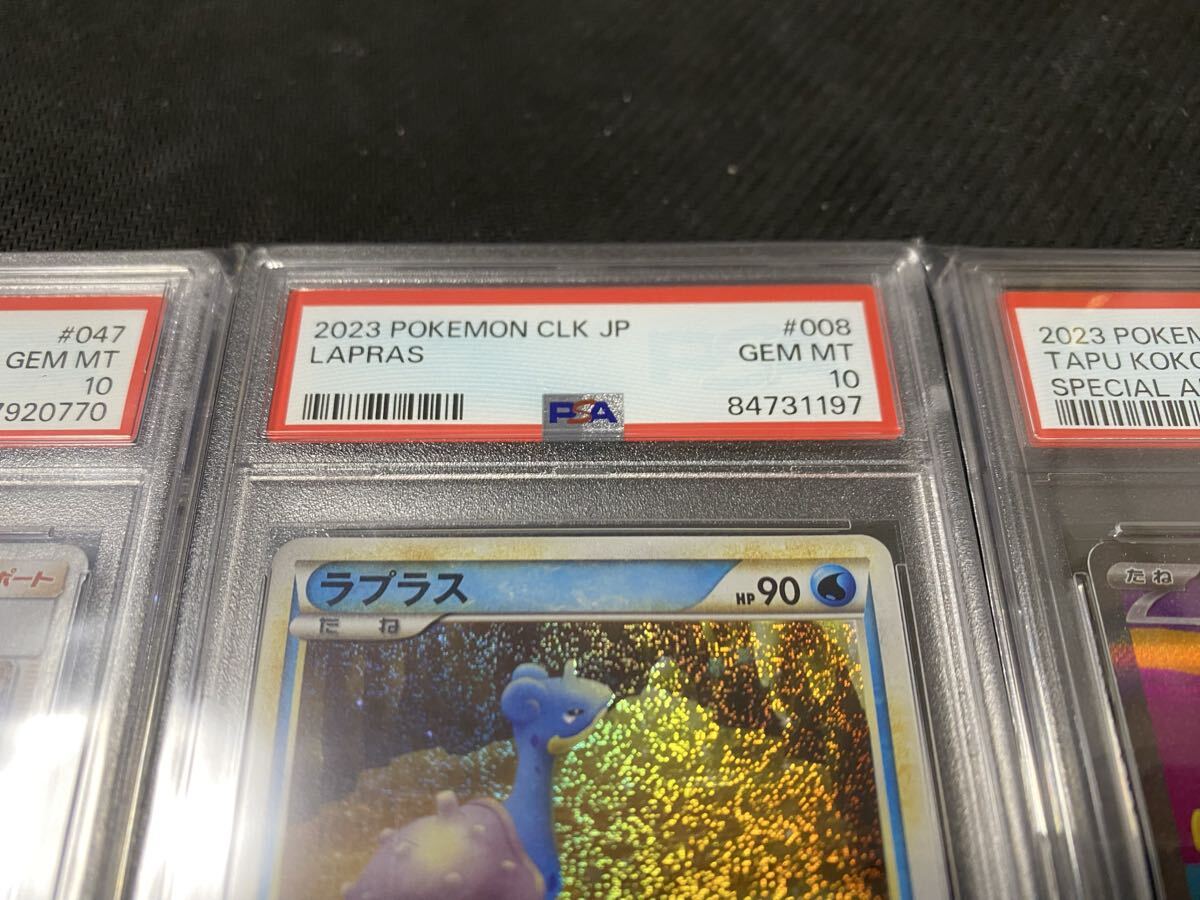 #047
GEM MT
10
7920770
ポート
2023 POKEMON CLK JP #008
LAPRAS GEM MT
10
84731197
PSA
ラプラス HP90
たね
2023 POKEM
TAPU KOKO
SPECIAL A
たね